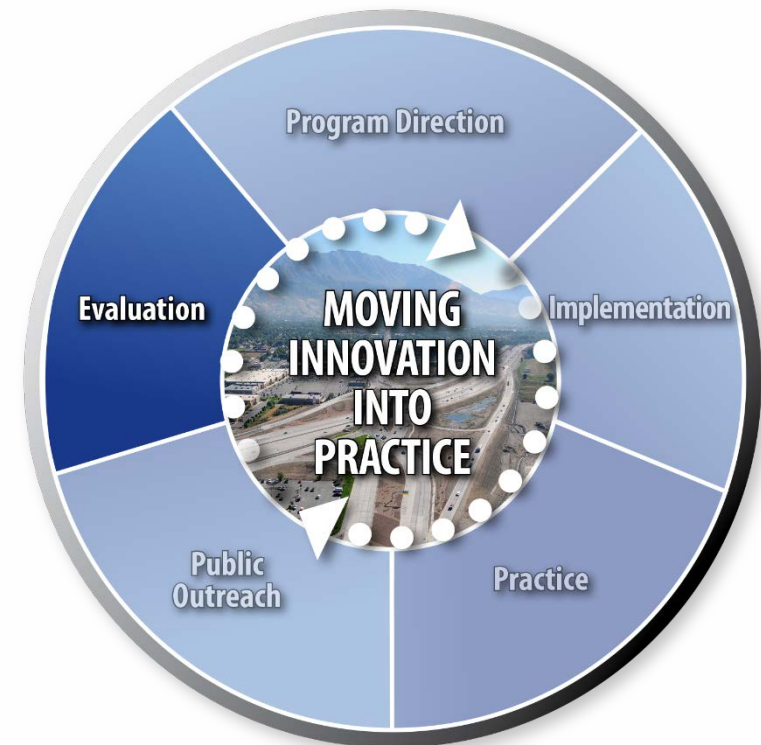 Program Direction
Evaluation
MOVING
INNOVATION
INTO
PRACTICE
Implementation
Public
Outreach
Practice